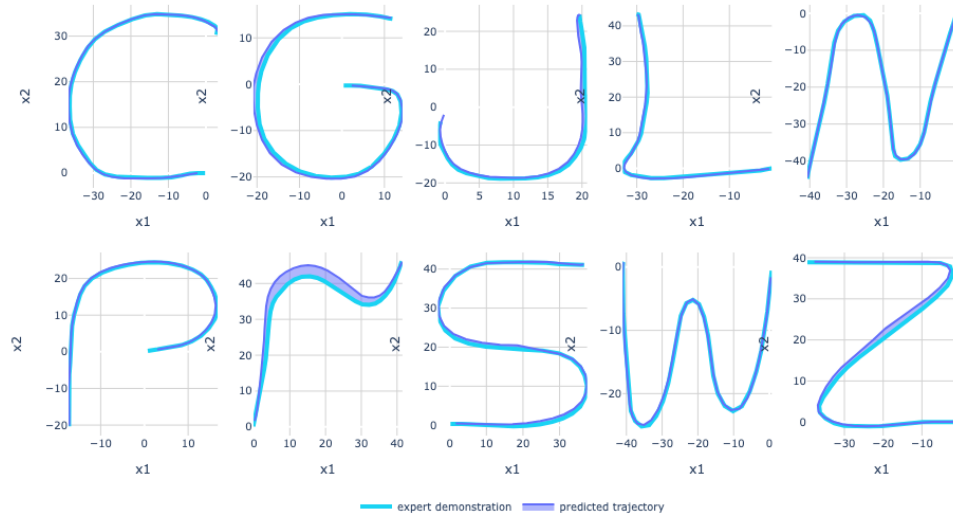 30
20
10
0
−30 −20 −10 0
x1
x2
10
0
−10
−20
−20 −10 0 10
x1
x2
20
10
0
−10
−20
0 5 10 15 20
x1
x2
40
30
20
10
0
−30 −20 −10 0
x1
x2
0
−10
−20
−30
−40
−40 −30 −20 −10
x1
x2
20
10
0
−10
−20
−10 0 10
x1
x2
40
30
20
10
0
0 10 20 30 40
x1
x2
40
30
20
10
0
0 10 20 30
x1
x2
0
−10
−20
−40 −30 −20 −10 0
x1
x2
40
30
20
10
0
−30 −20 −10
x1
x2
expert demonstration predicted trajectory